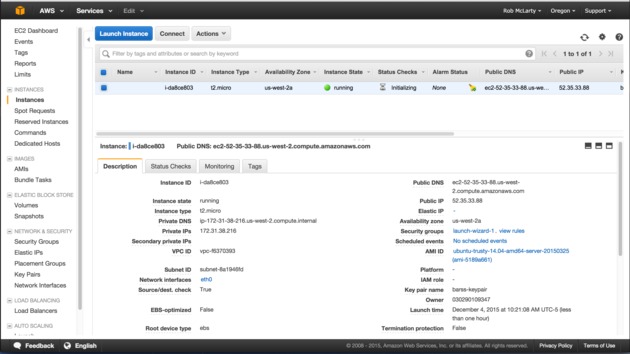 AWS Services Edit Rob McLarty Oregon Support
EC2 Dashboard
Events
Tags
Reports
Limits
INSTANCES
Instances
Spot Requests
Reserved Instances
Commands
Dedicated Hosts
IMAGES
AMIs
Bundle Tasks
ELASTIC BLOCK STORE
Volumes
Snapshots
NETWORK & SECURITY
Security Groups
Elastic IPs
Placement Groups
Key Pairs
Network Interfaces
LOAD BALANCING
Load Balancers
AUTO SCALING
Launch Instance Connect Actions
Filter by tags and attributes or search by keyword
1 to 1 of 1
Name Instance ID Instance Type Availability Zone Instance State Status Checks Alarm Status Public DNS Public IP
i-da8ce803 t2.micro us-west-2a running Initializing None ec2-52-35-33-88.us-we... 52.35.33.88
Instance: i-da8ce803 Public DNS: ec2-52-35-33-88.us-west-2.compute.amazonaws.com
Description Status Checks Monitoring Tags
Instance ID i-da8ce803
Instance state running
Instance type t2.micro
Private DNS ip-172-31-38-216.us-west-2.compute.internal
Private IPs 172.31.38.216
Secondary private IPs
VPC ID vpc-f6370393
Subnet ID subnet-8a1946fd
Network interfaces eth0
Source/dest. check True
EBS-optimized False
Root device type ebs
Public DNS ec2-52-35-33-88.us-west-
2.compute.amazonaws.com
Public IP 52.35.33.88
Elastic IP -
Availability zone us-west-2a
Security groups launch-wizard-1. view rules
Scheduled events No scheduled events
AMI ID ubuntu-trusty-14.04-amd64-server-20150325
(ami-5189a661)
Platform -
IAM role -
Key pair name barss-keypair
Owner 030290109347
Launch time December 4, 2015 at 10:21:08 AM UTC-5 (less
than one hour)
Termination protection False
Feedback English © 2008 - 2015, Amazon Web Services, Inc. or its affiliates. All rights reserved. Privacy Policy Terms of Use